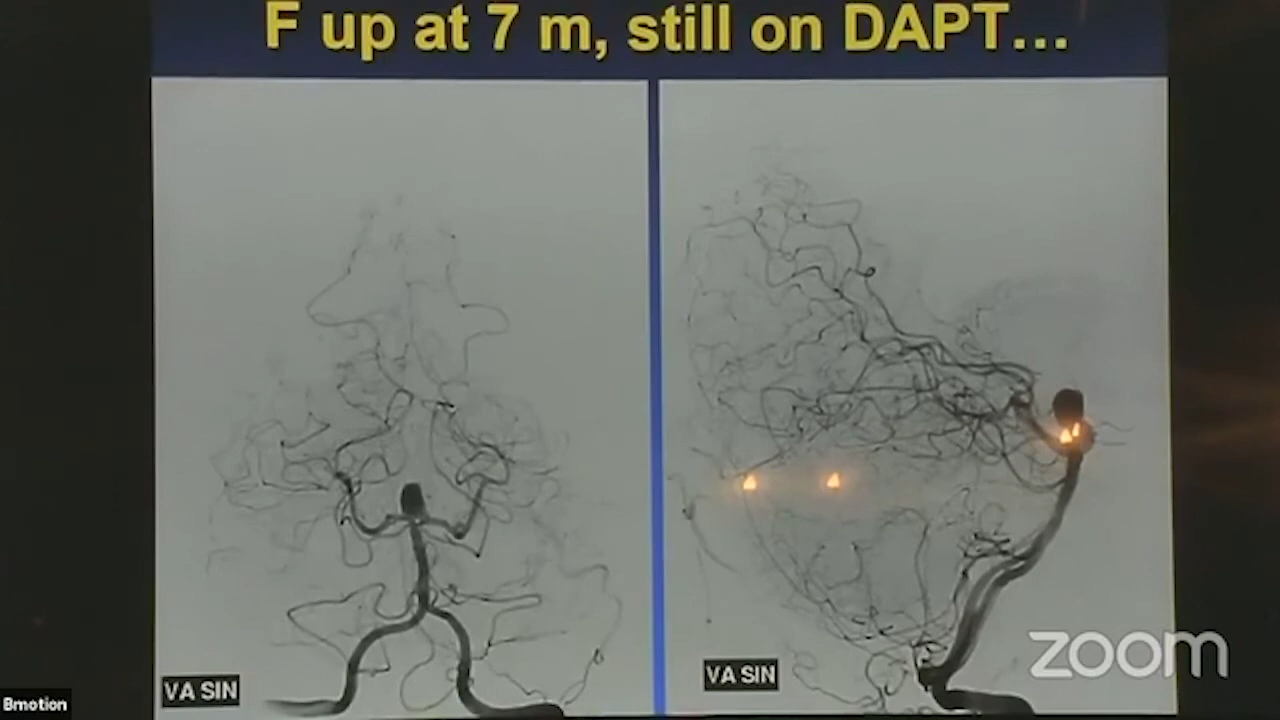 F up at 7 m, still on DAPT...
VA SIN
VA SIN
zoom
Bmotion